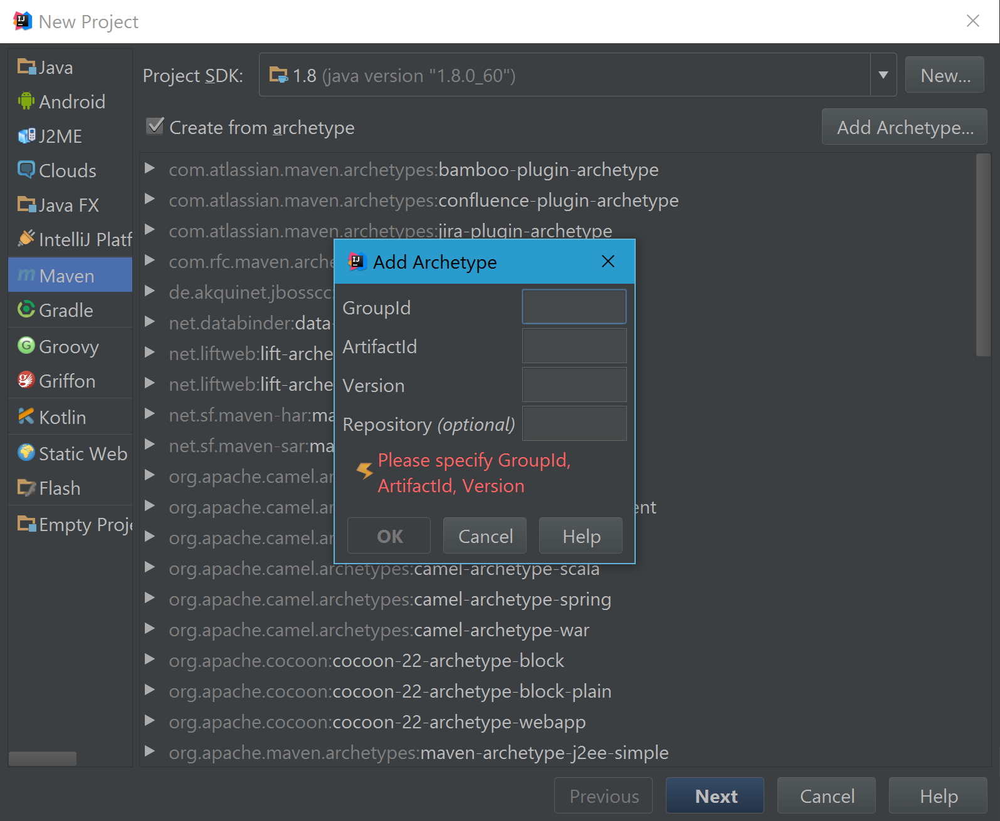 New Project
Java
Android
J2ME
Clouds
Java FX
IntelliJ Platf
Maven
Gradle
Groovy
Griffon
Kotlin
Static Web
Flash
Empty Proje
Project SDK:
1.8 (java version "1.8.0_60")
New...
Create from archetype
Add Archetype...
com.atlassian.maven.archetypes:bamboo-plugin-archetype
com.atlassian.maven.archetypes:confluence-plugin-archetype
com.atlassian.maven.archetypes:jira-plugin-archetype
com.rfc.maven.arche
de.akquinet.jbosscc:
net.databinder:data-
net.liftweb:lift-arche
net.liftweb:lift-arche
net.sf.maven-har:ma
net.sf.maven-sar:ma
org.apache.camel.ar
org.apache.camel.ar ent
org.apache.camel.ar
org.apache.camel.archetypes:camel-archetype-scala
org.apache.camel.archetypes:camel-archetype-spring
org.apache.camel.archetypes:camel-archetype-war
org.apache.cocoon:cocoon-22-archetype-block
org.apache.cocoon:cocoon-22-archetype-block-plain
org.apache.cocoon:cocoon-22-archetype-webapp
org.apache.maven.archetypes:maven-archetype-j2ee-simple
Add Archetype
GroupId
ArtifactId
Version
Repository (optional)
Please specify GroupId,
ArtifactId, Version
OK
Cancel
Help
Previous
Next
Cancel
Help